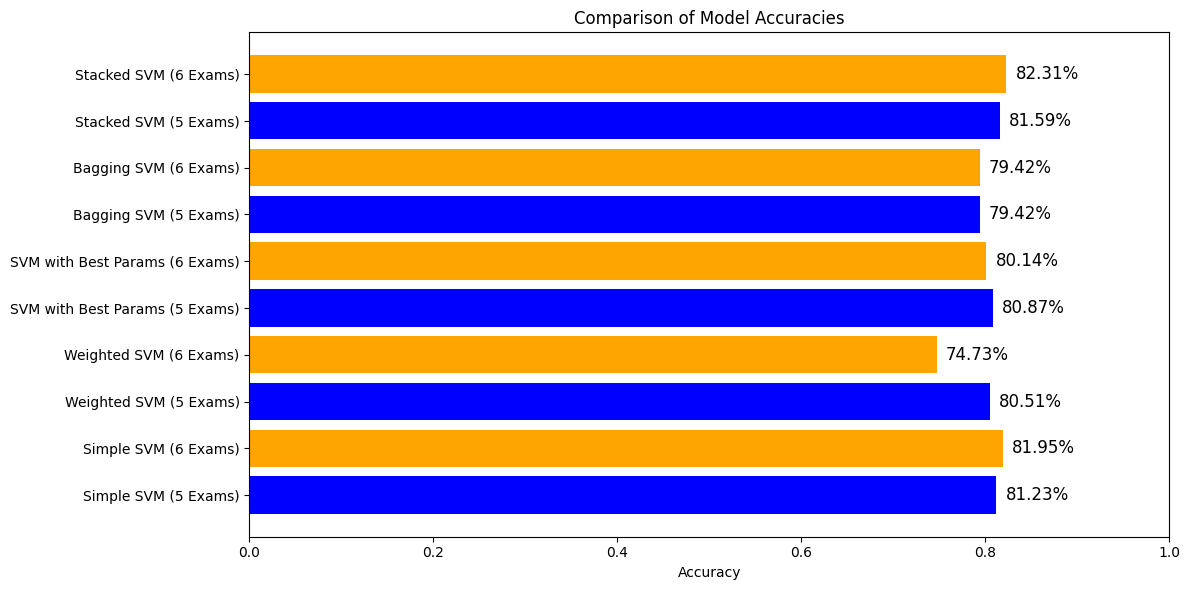 Comparison of Model Accuracies
Stacked SVM (6 Exams) 82.31%
Stacked SVM (5 Exams) 81.59%
Bagging SVM (6 Exams) 79.42%
Bagging SVM (5 Exams) 79.42%
SVM with Best Params (6 Exams) 80.14%
SVM with Best Params (5 Exams) 80.87%
Weighted SVM (6 Exams) 74.73%
Weighted SVM (5 Exams) 80.51%
Simple SVM (6 Exams) 81.95%
Simple SVM (5 Exams) 81.23%
0.0 0.2 0.4 0.6 0.8 1.0
Accuracy